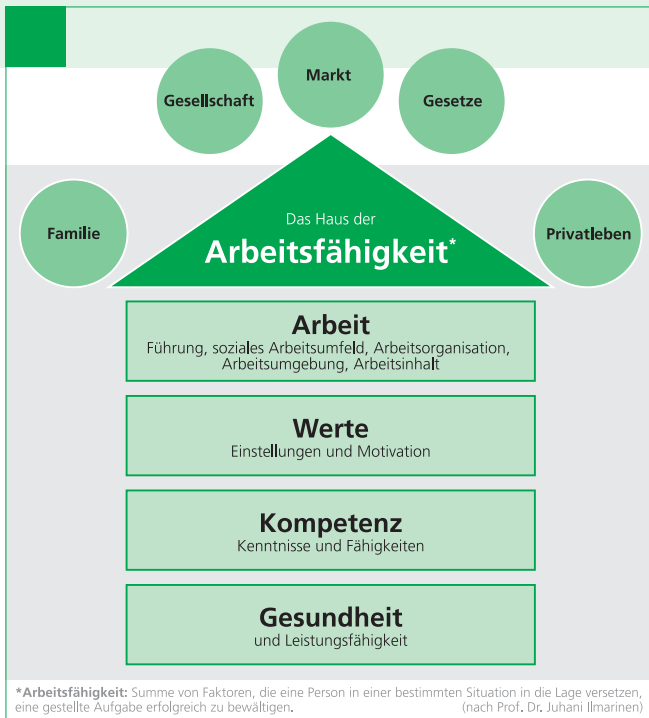 Markt
Gesellschaft
Gesetze
Familie
Privatleben
Das Haus der
Arbeitsfähigkeit*
Arbeit
Führung, soziales Arbeitsumfeld, Arbeitsorganisation,
Arbeitsumgebung, Arbeitsinhalt
Werte
Einstellungen und Motivation
Kompetenz
Kenntnisse und Fähigkeiten
Gesundheit
und Leistungsfähigkeit
*Arbeitsfähigkeit: Summe von Faktoren, die eine Person in einer bestimmten Situation in die Lage versetzen,
eine gestellte Aufgabe erfolgreich zu bewältigen. (nach Prof. Dr. Juhani Ilmarinen)